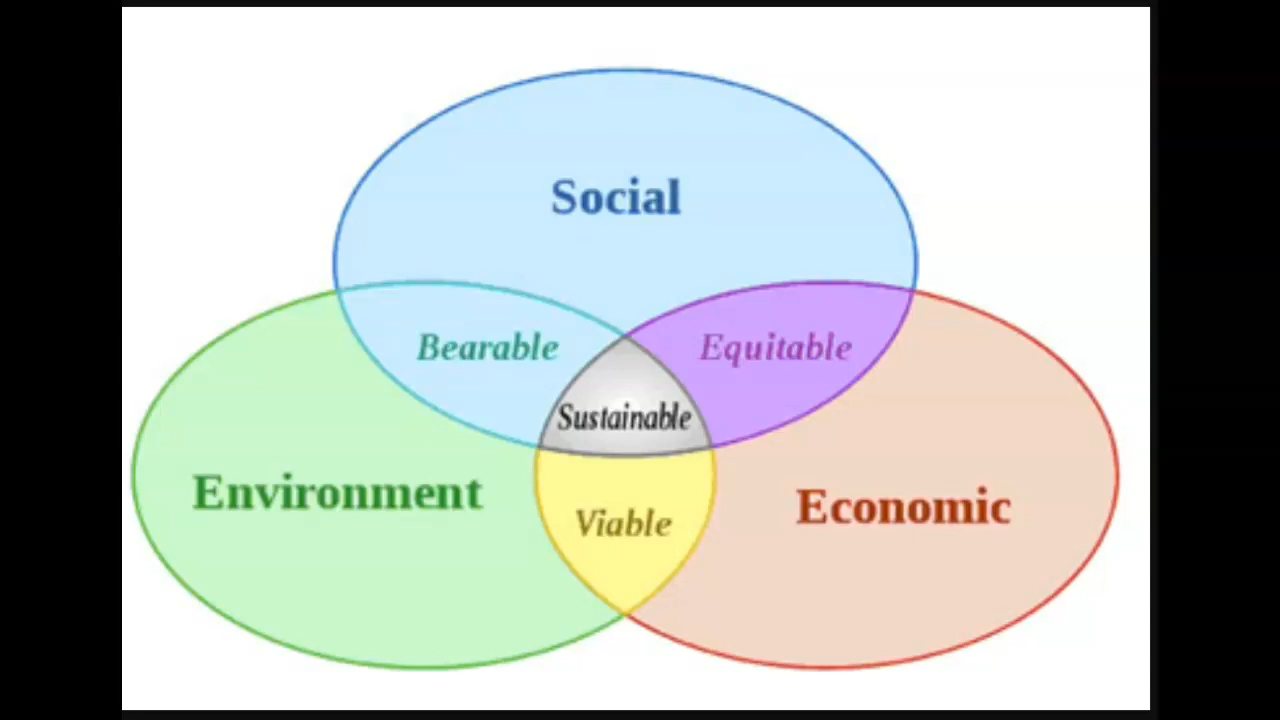 Social
Bearable
Equitable
Sustainable
Environment
Economic
Viable